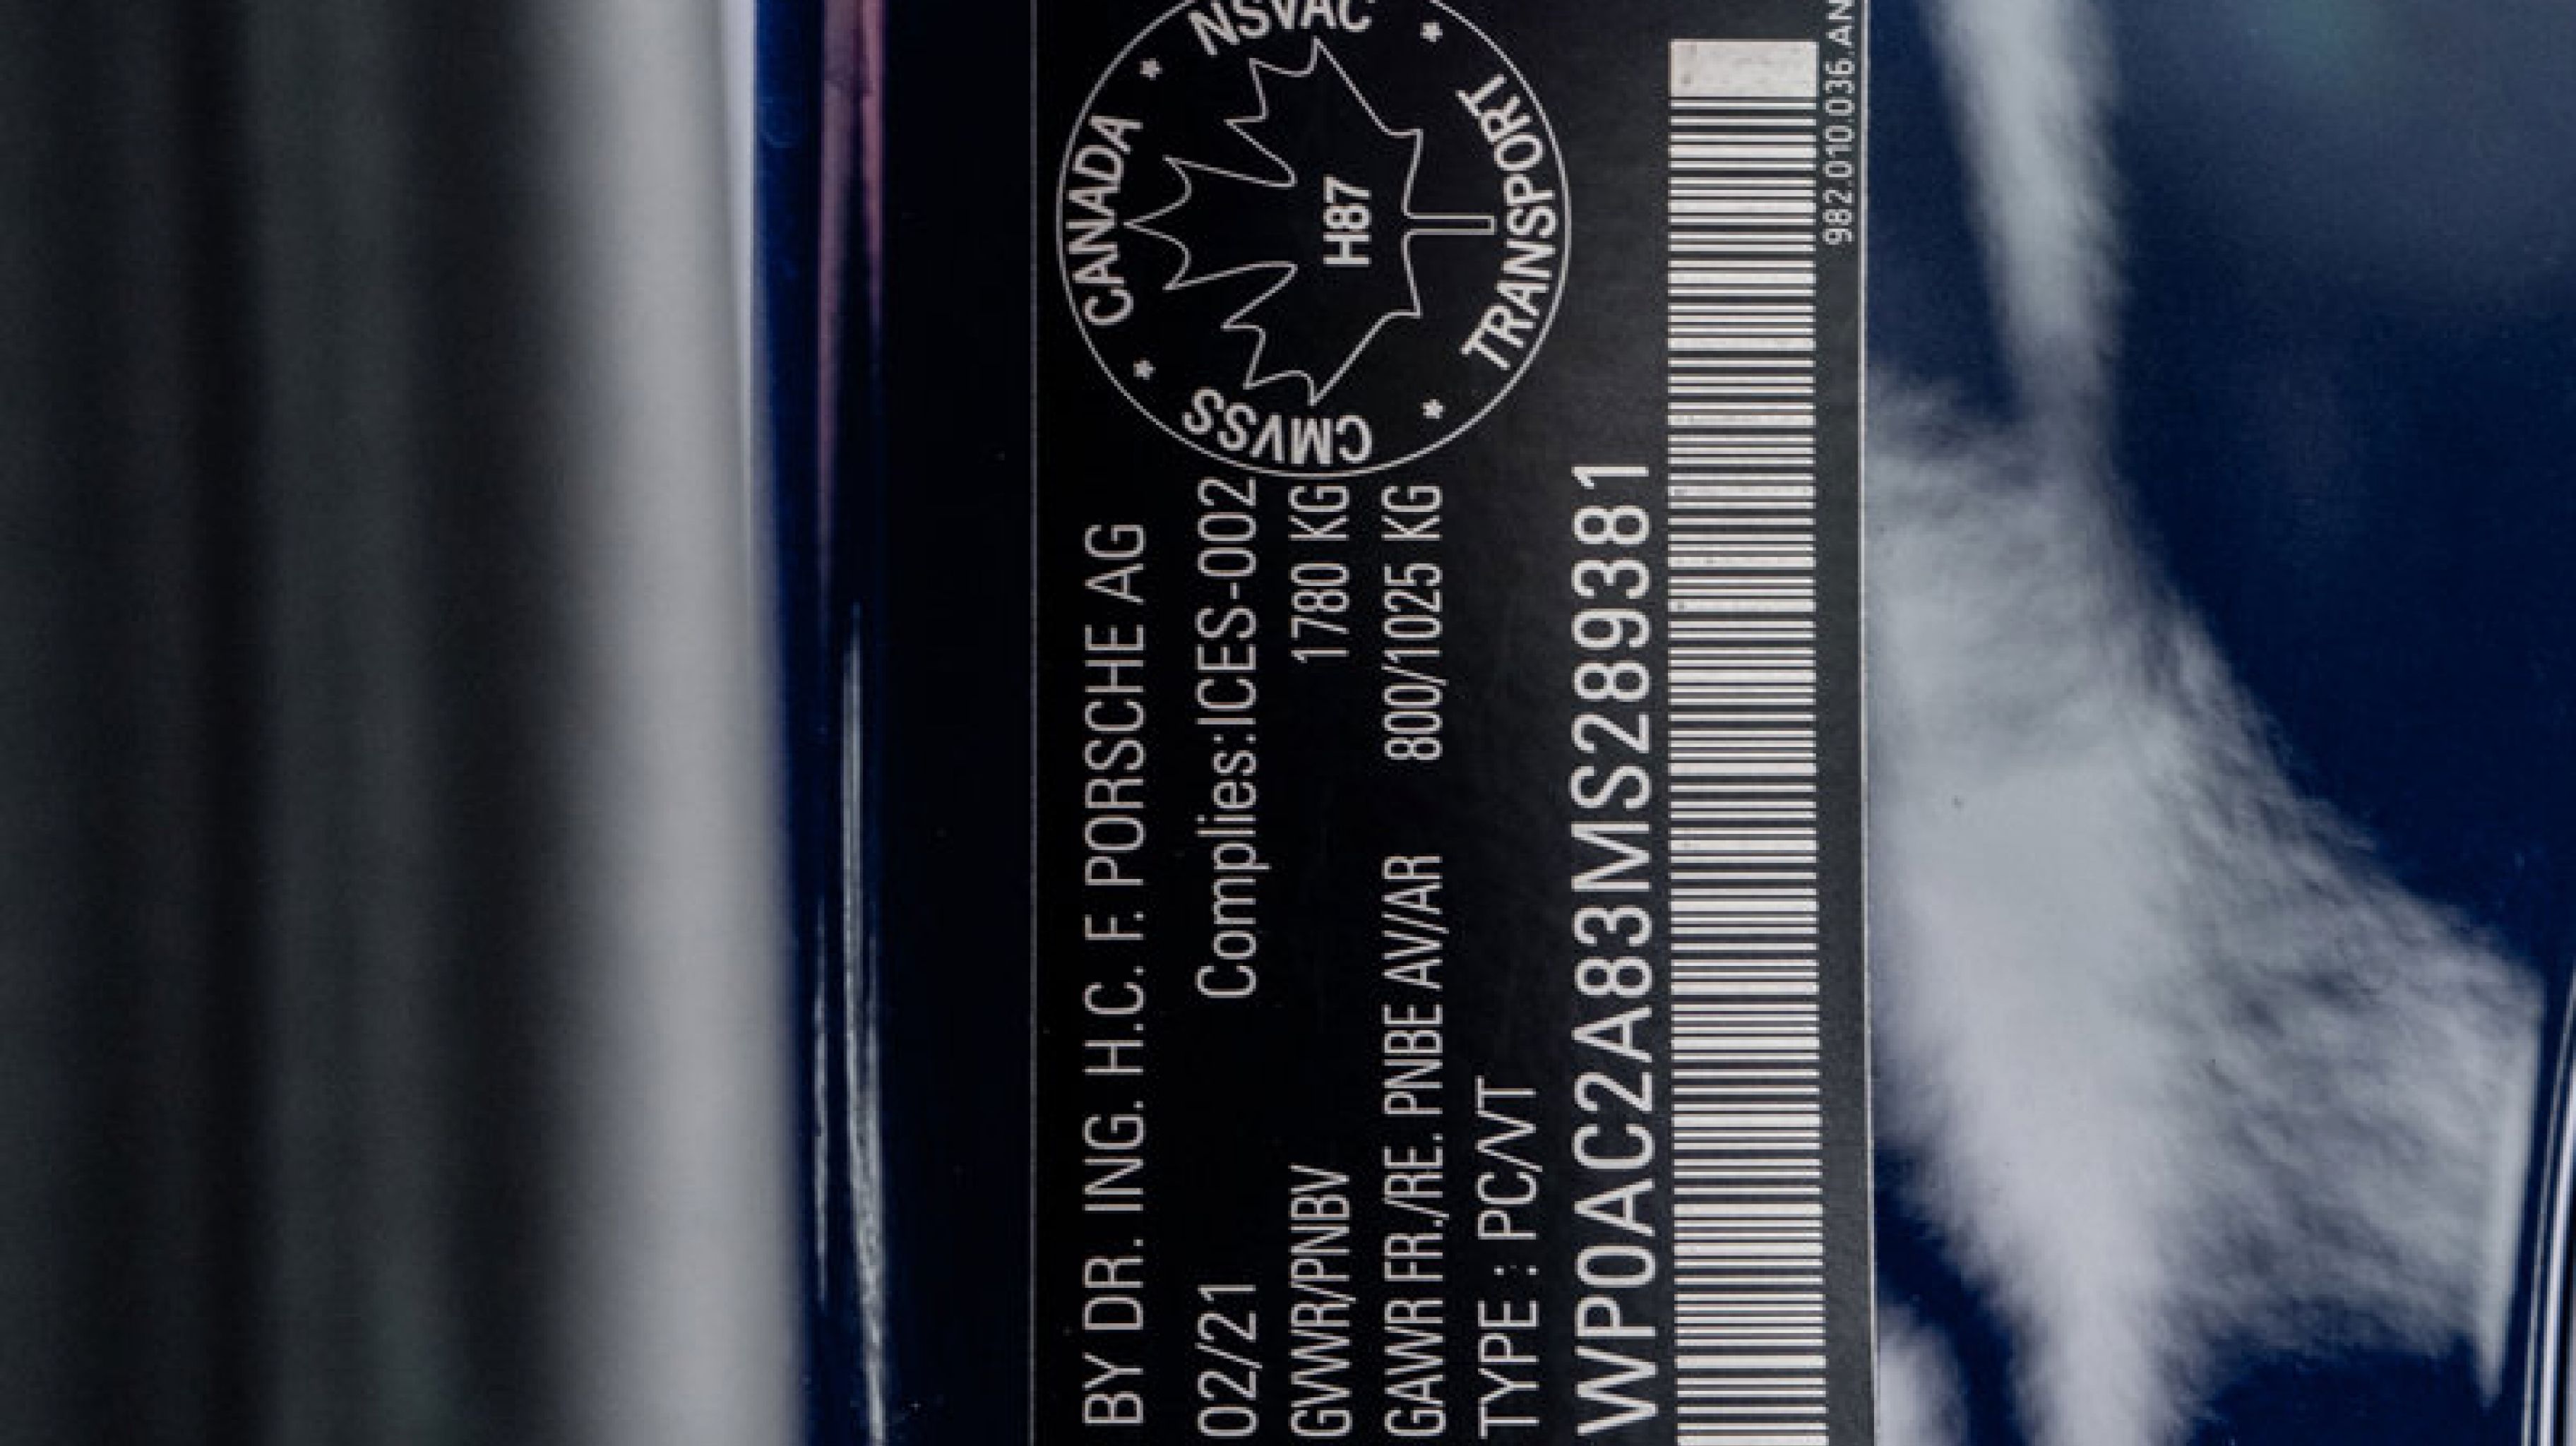 BY DR. ING. H.C. F. PORSCHE AG
02/21 Complies:ICES-002
GVWR/PNBV 1780 KG
GAWR FR./RE. PNBE AV/AR 800/1025 KG
TYPE : PC/VT
WP0AC2A83MS289381
982.010.036.AN
CANADA
NSVAC
TRANSPORT
CMVSS
H87